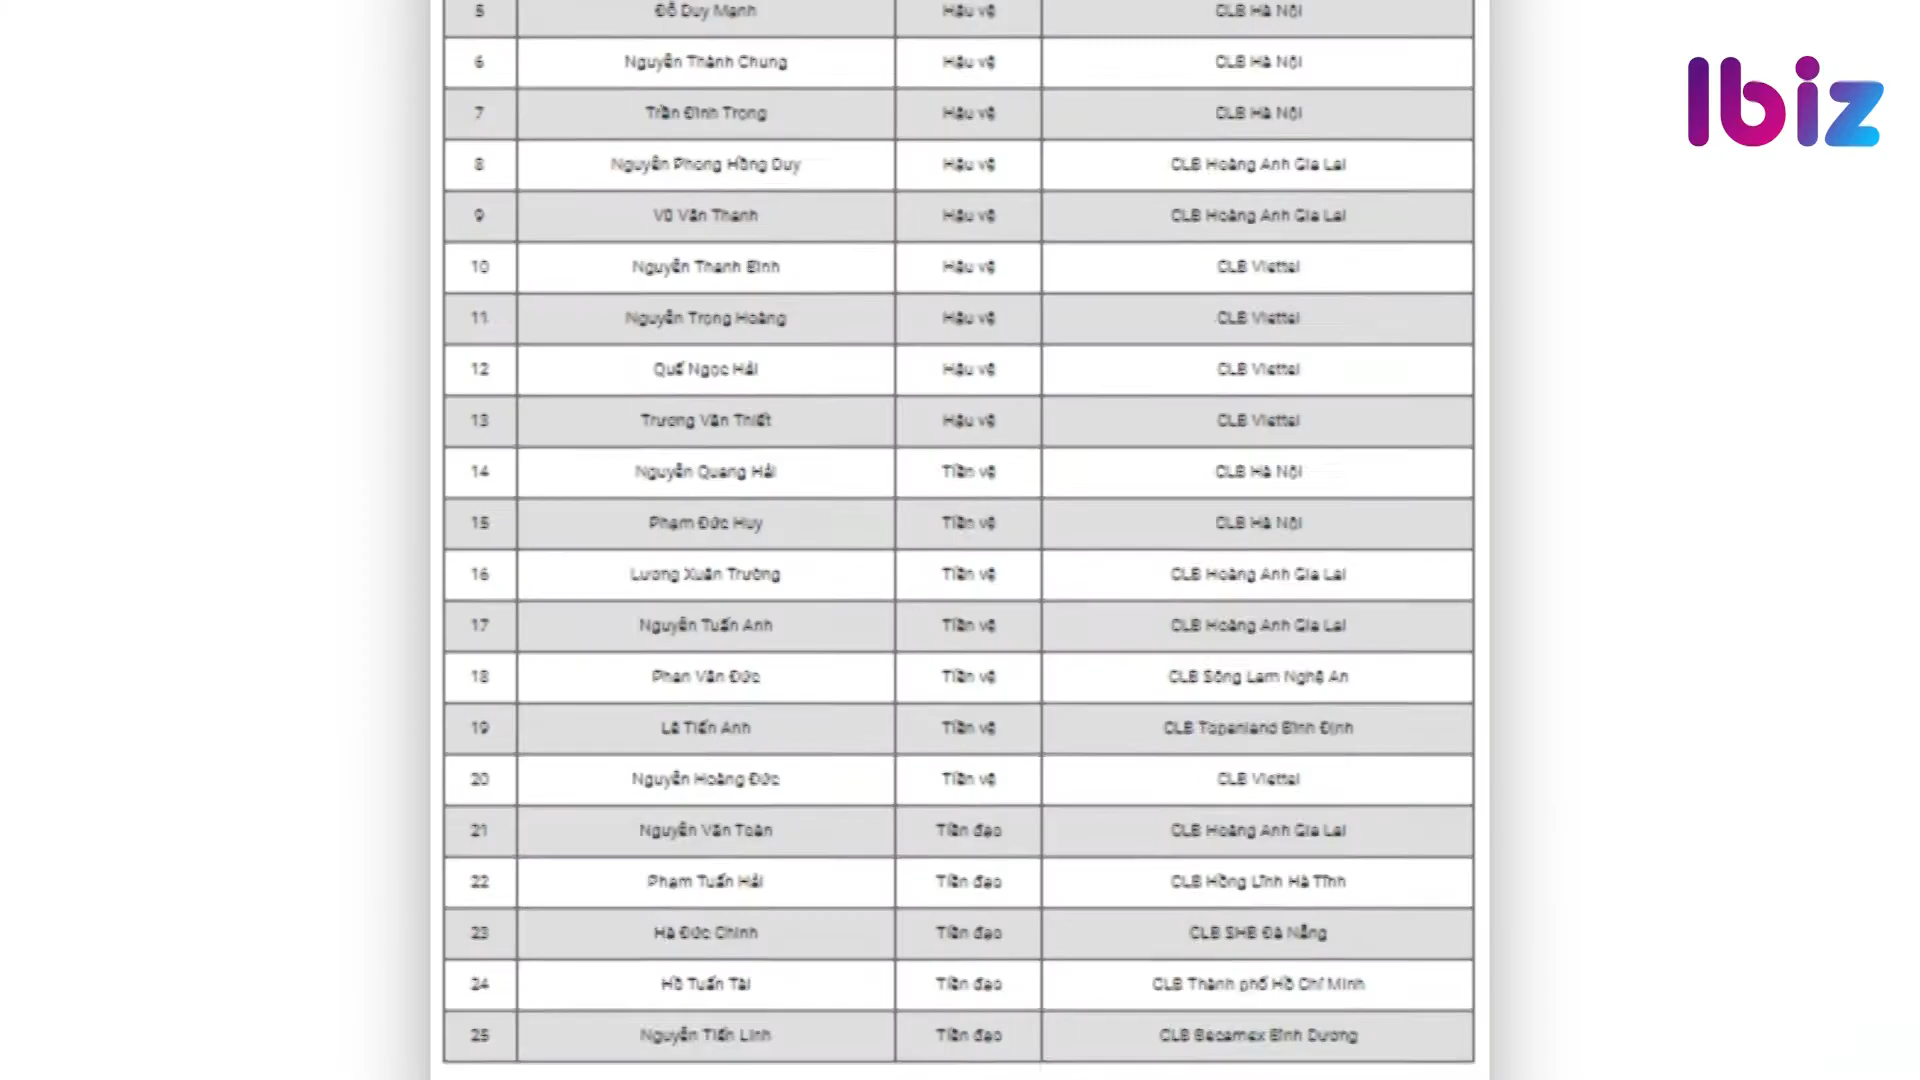 Ibiz
5 Đỗ Duy Mạnh Hậu vệ CLB Hà Nội
6 Nguyễn Thành Chung Hậu vệ CLB Hà Nội
7 Trần Đình Trọng Hậu vệ CLB Hà Nội
8 Nguyễn Phong Hồng Duy Hậu vệ CLB Hoàng Anh Gia Lai
9 Vũ Văn Thanh Hậu vệ CLB Hoàng Anh Gia Lai
10 Nguyễn Thanh Bình Hậu vệ CLB Viettel
11 Nguyễn Trọng Hoàng Hậu vệ CLB Viettel
12 Quế Ngọc Hải Hậu vệ CLB Viettel
13 Trương Văn Thiết Hậu vệ CLB Viettel
14 Nguyễn Quang Hải Tiền vệ CLB Hà Nội
15 Phạm Đức Huy Tiền vệ CLB Hà Nội
16 Lương Xuân Trường Tiền vệ CLB Hoàng Anh Gia Lai
17 Nguyễn Tuấn Anh Tiền vệ CLB Hoàng Anh Gia Lai
18 Phan Văn Đức Tiền vệ CLB Sông Lam Nghệ An
19 Lê Tiến Anh Tiền vệ CLB Topenland Bình Định
20 Nguyễn Hoàng Đức Tiền vệ CLB Viettel
21 Nguyễn Văn Toàn Tiền đạo CLB Hoàng Anh Gia Lai
22 Phạm Tuấn Hải Tiền đạo CLB Hồng Lĩnh Hà Tĩnh
23 Hà Đức Chinh Tiền đạo CLB SHB Đà Nẵng
24 Hồ Tuấn Tài Tiền đạo CLB Thành phố Hồ Chí Minh
25 Nguyễn Tiến Linh Tiền đạo CLB Becamex Bình Dương